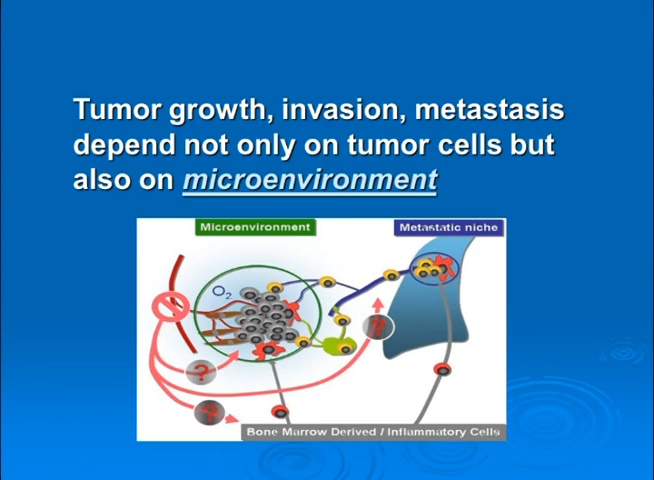 Tumor growth, invasion, metastasis
depend not only on tumor cells but
also on microenvironment
Microenvironment
Metastatic niche
O₂
?
?
?
Bone Marrow Derived / Inflammatory Cells